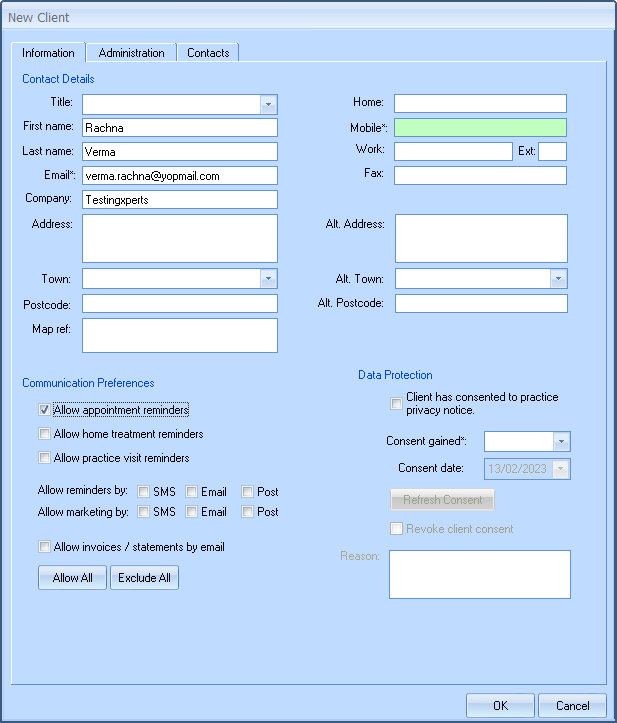 New Client
Information Administration Contacts
Contact Details
Title:
First name: Rachna
Last name: Verma
Email*: verma.rachna@yopmail.com
Company: Testingxperts
Address:
Town:
Postcode:
Map ref:
Home:
Mobile*:
Work: Ext:
Fax:
Alt. Address:
Alt. Town:
Alt. Postcode:
Communication Preferences
Allow appointment reminders
Allow home treatment reminders
Allow practice visit reminders
Allow reminders by: SMS Email Post
Allow marketing by: SMS Email Post
Allow invoices / statements by email
Allow All Exclude All
Data Protection
Client has consented to practice
privacy notice.
Consent gained*:
Consent date: 13/02/2023
Refresh Consent
Revoke client consent
Reason:
OK Cancel